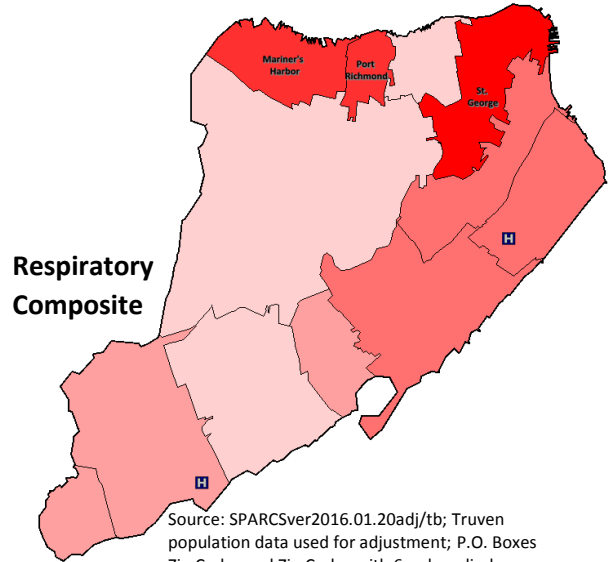 Mariner's
Harbor
Port
Richmond
St.
George
H
Respiratory
Composite
H
Source: SPARCSver2016.01.20adj/tb; Truven
population data used for adjustment; P.O. Boxes